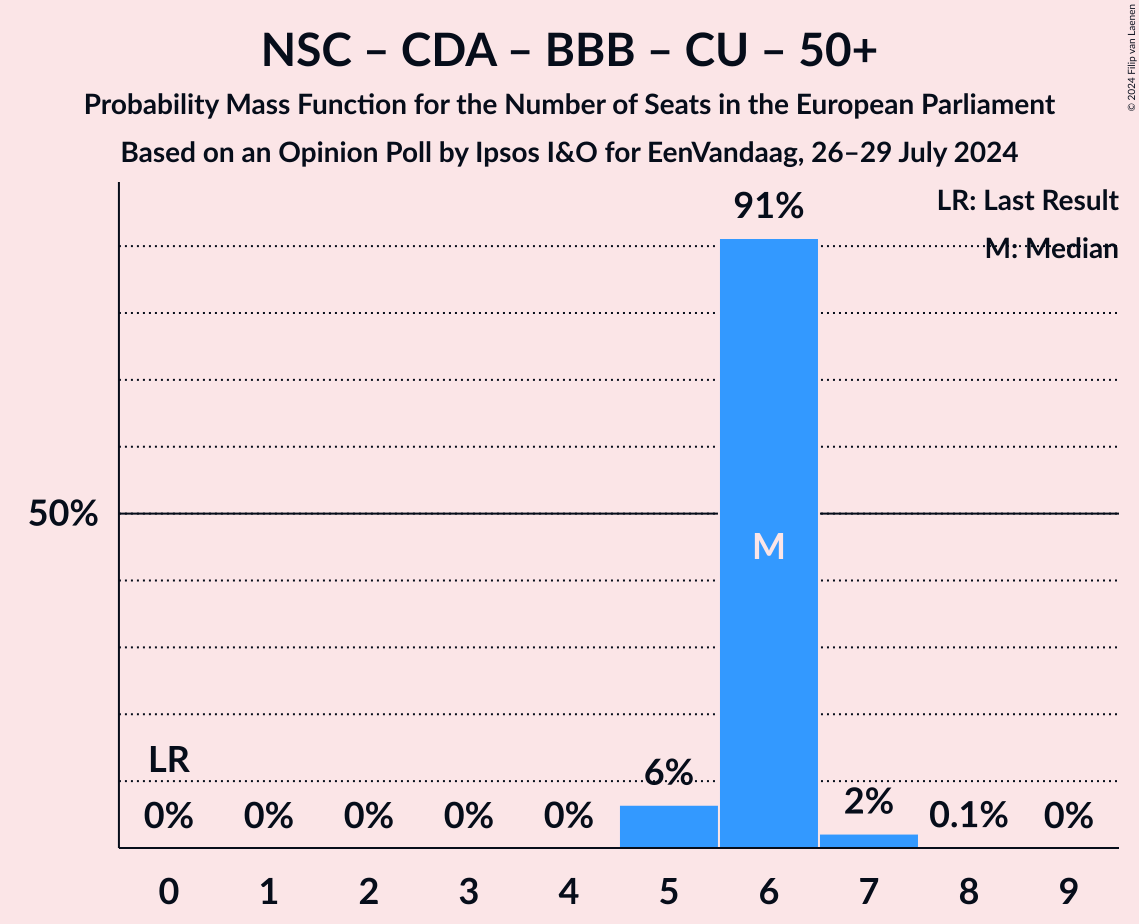 NSC – CDA – BBB – CU – 50+
Probability Mass Function for the Number of Seats in the European Parliament
Based on an Opinion Poll by Ipsos I&O for EenVandaag, 26–29 July 2024
© 2024 Filip van Laenen
LR: Last Result
M: Median
91%
50%
M
LR
6%
0% 0% 0% 0% 0% 2% 0.1% 0%
0 1 2 3 4 5 6 7 8 9